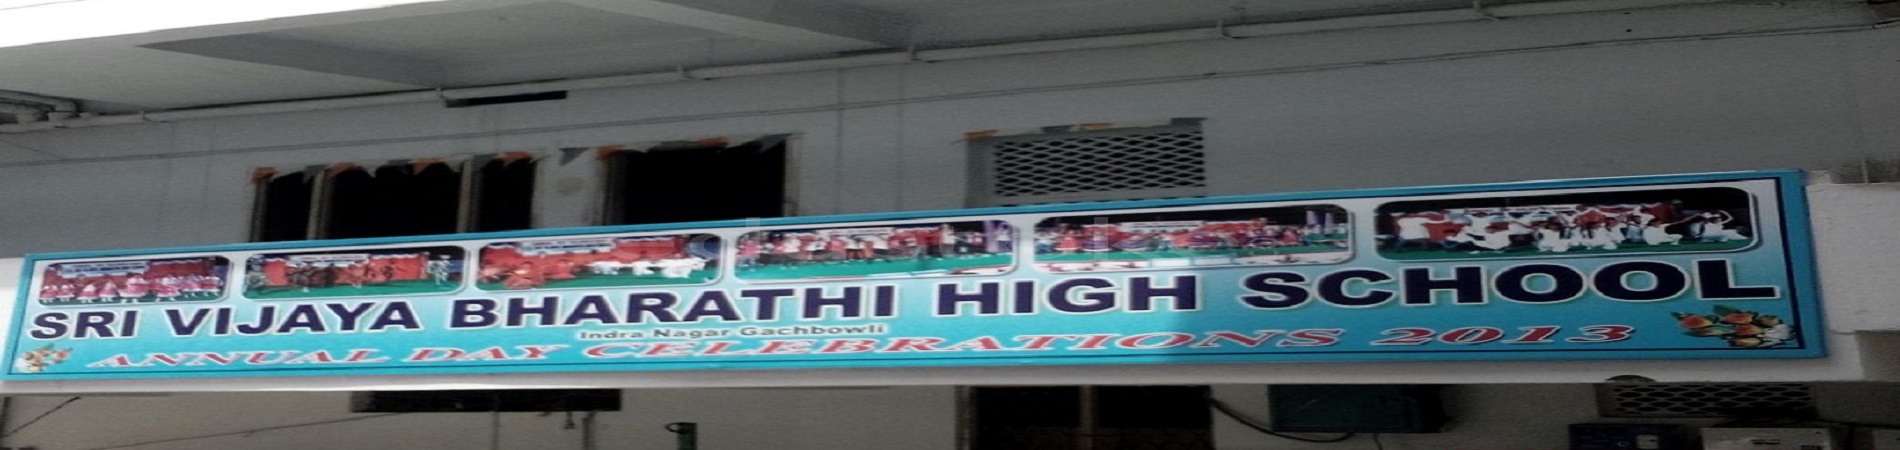 SRI VIJAYA BHARATHI HIGH SCHOOL
Indra Nagar Gachbowli
ANNUAL DAY CELEBRATIONS 2013